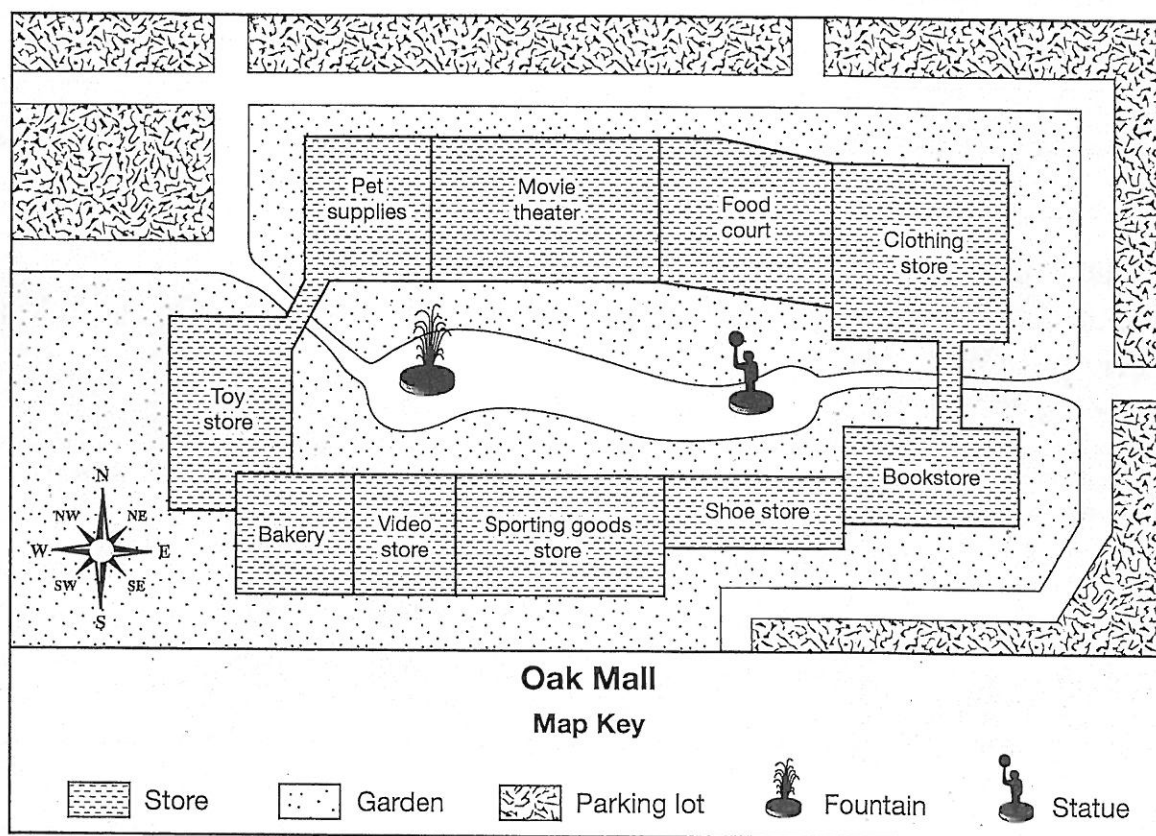 Pet
supplies
Movie
theater
Food
court
Clothing
store
Toy
store
Bookstore
Shoe store
Sporting goods
store
Video
store
Bakery
N
NW
NE
W
E
SW
SE
S
Oak Mall
Map Key
Store
Garden
Parking lot
Fountain
Statue